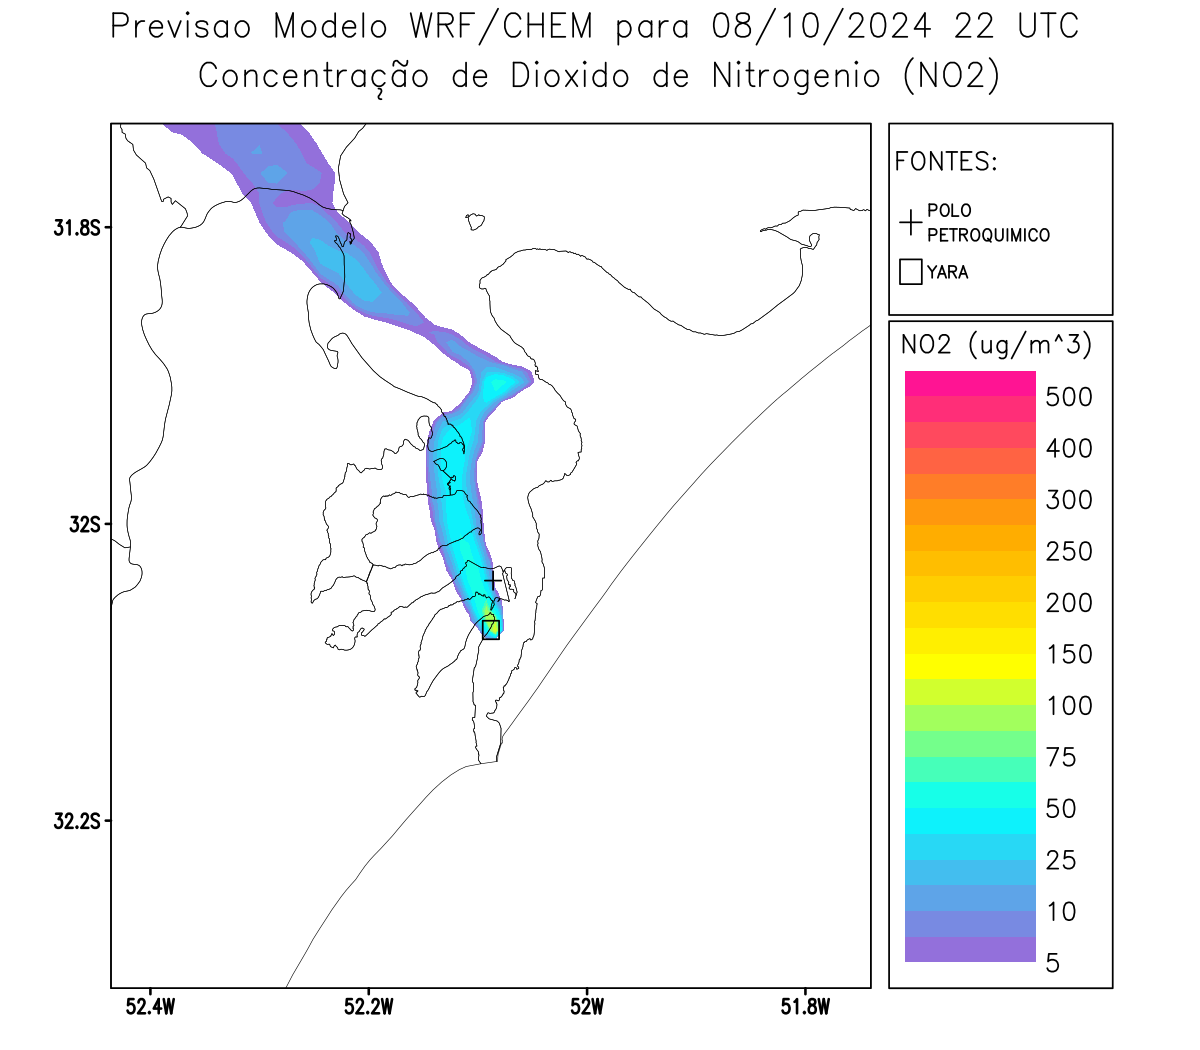 Previsao Modelo WRF/CHEM para 08/10/2024 22 UTC
Concentração de Dioxido de Nitrogenio (NO2)
FONTES:
POLO
PETROQUIMICO
YARA
NO2 (ug/m^3)
500
400
300
250
200
150
100
75
50
25
10
5
31.8S
32S
32.2S
52.4W
52.2W
52W
51.8W